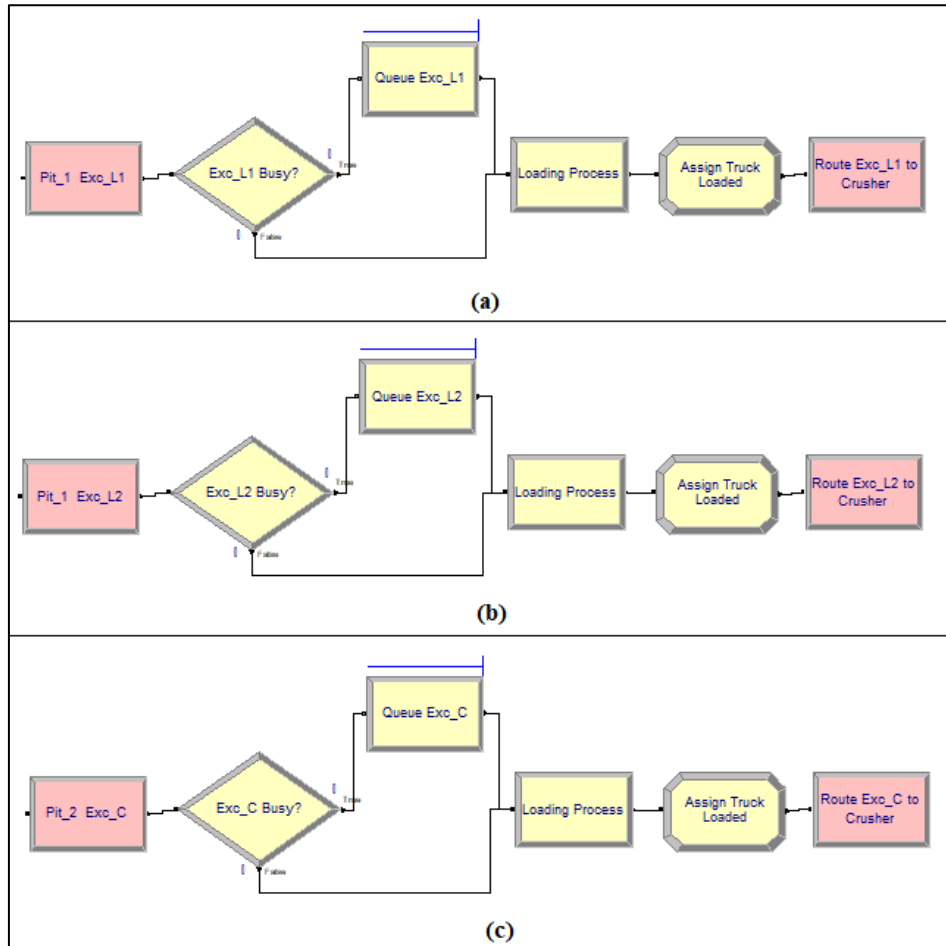 Queue Exc_L1
Pit_1 Exc_L1
Exc_L1 Busy?
True
False
Loading Process
Assign Truck
Loaded
Route Exc_L1 to
Crusher
(a)
Queue Exc_L2
Pit_1 Exc_L2
Exc_L2 Busy?
True
False
Loading Process
Assign Truck
Loaded
Route Exc_L2 to
Crusher
(b)
Queue Exc_C
Pit_2 Exc_C
Exc_C Busy?
True
False
Loading Process
Assign Truck
Loaded
Route Exc_C to
Crusher
(c)